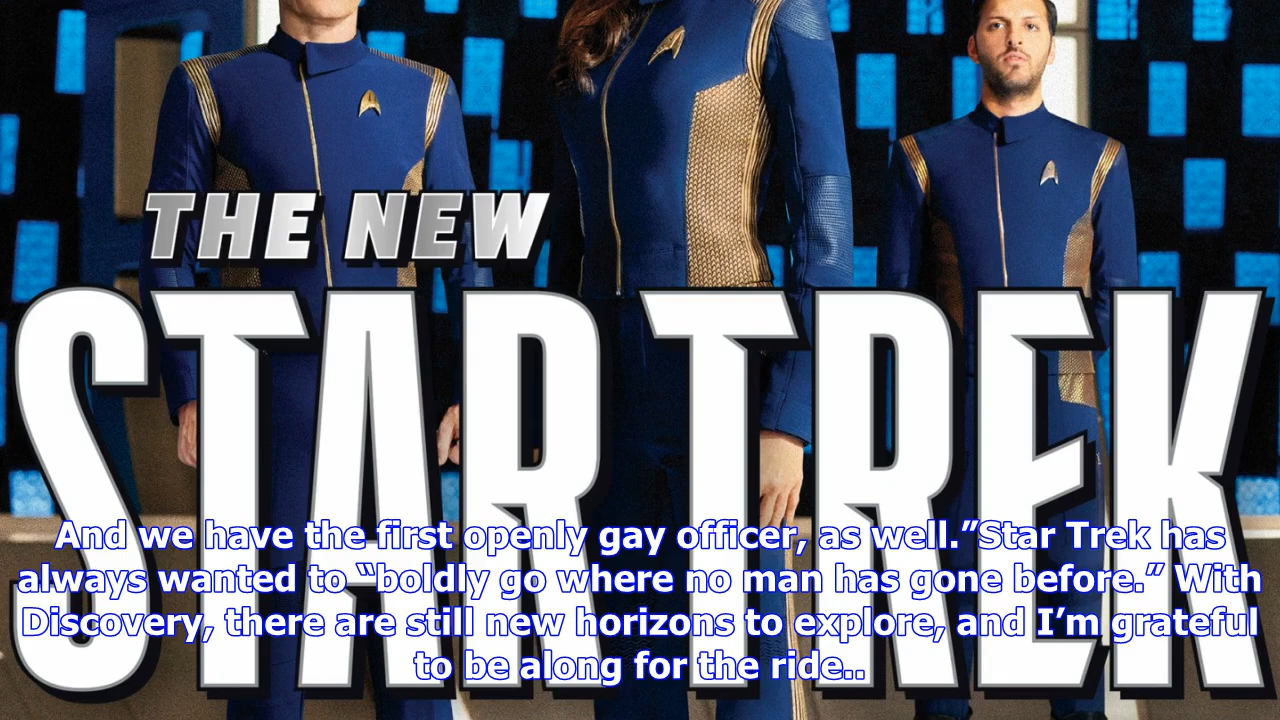 THE NEW
STAR TREK
And we have the first openly gay officer, as well.”Star Trek has
always wanted to “boldly go where no man has gone before.” With
Discovery, there are still new horizons to explore, and I’m grateful
to be along for the ride..